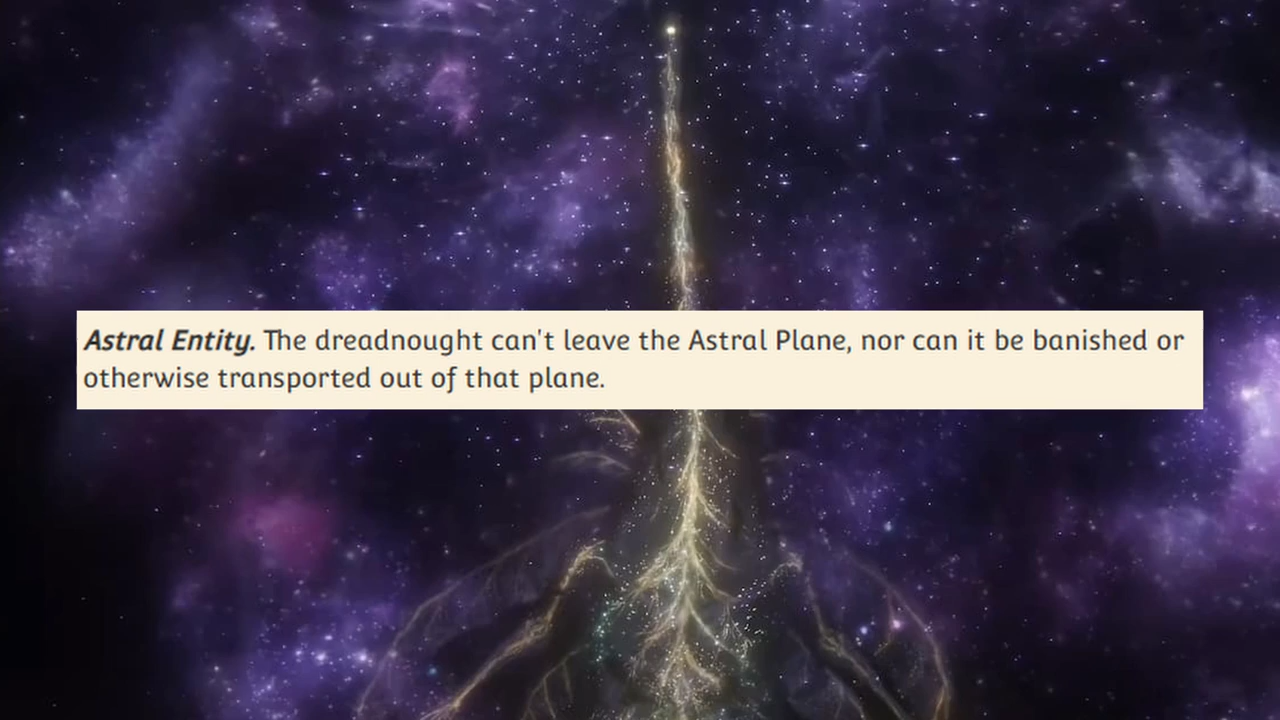 Astral Entity. The dreadnought can't leave the Astral Plane, nor can it be banished or
otherwise transported out of that plane.